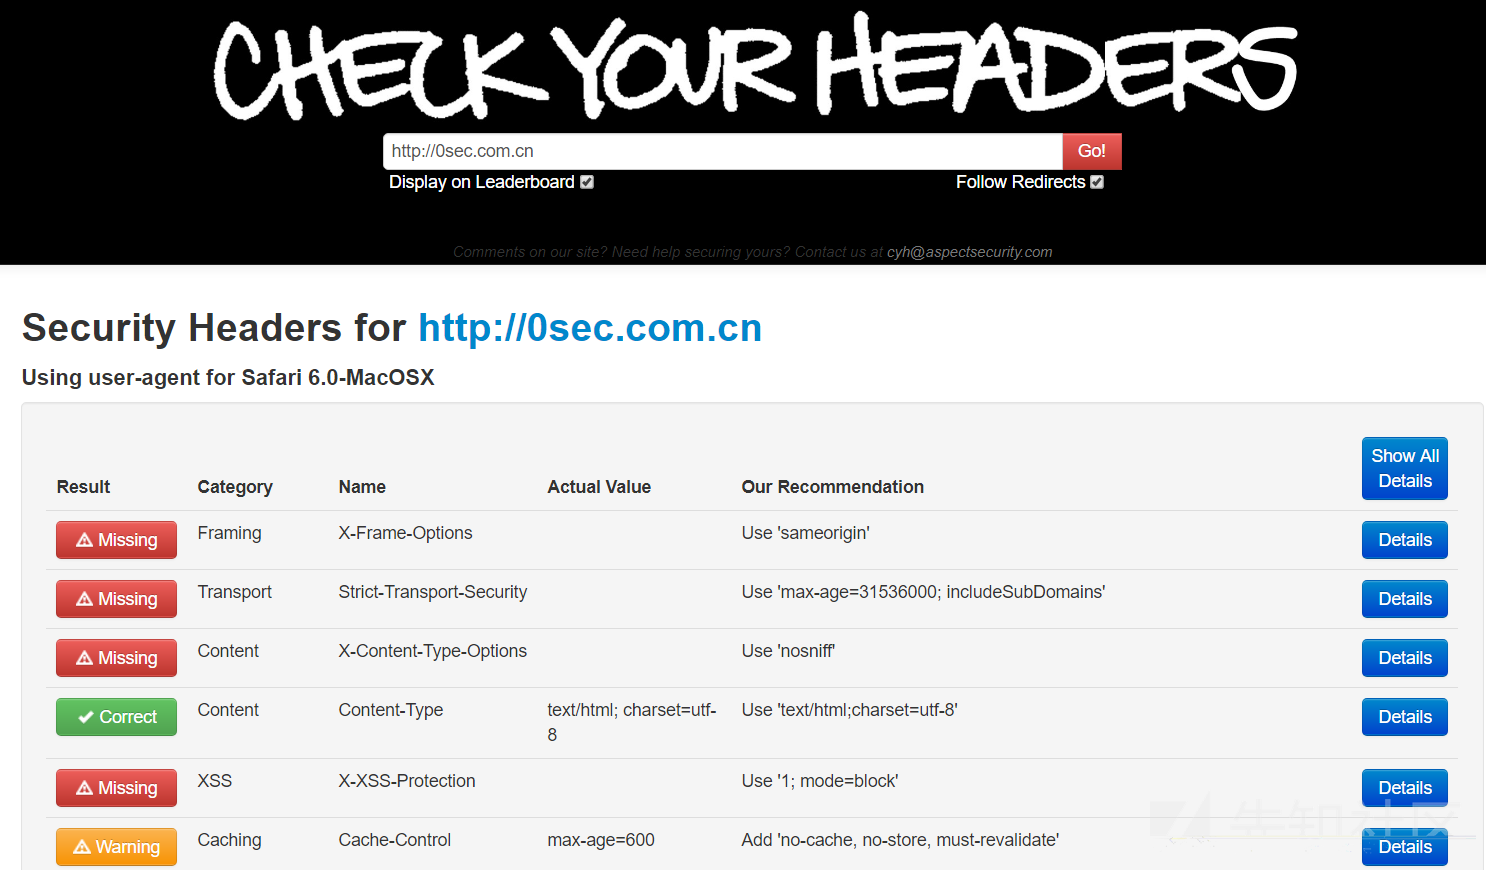 CHECK YOUR HEADERS
http://0sec.com.cn Go!
Display on Leaderboard Follow Redirects
Comments on our site? Need help securing yours? Contact us at cyh@aspectsecurity.com
Security Headers for http://0sec.com.cn
Using user-agent for Safari 6.0-MacOSX
Show All
Details
Result Category Name Actual Value Our Recommendation
Missing Framing X-Frame-Options Use 'sameorigin' Details
Missing Transport Strict-Transport-Security Use 'max-age=31536000; includeSubDomains' Details
Missing Content X-Content-Type-Options Use 'nosniff' Details
Correct Content Content-Type text/html; charset=utf- Use 'text/html;charset=utf-8' Details
8
Missing XSS X-XSS-Protection Use '1; mode=block' Details
Warning Caching Cache-Control max-age=600 Add 'no-cache, no-store, must-revalidate' Details